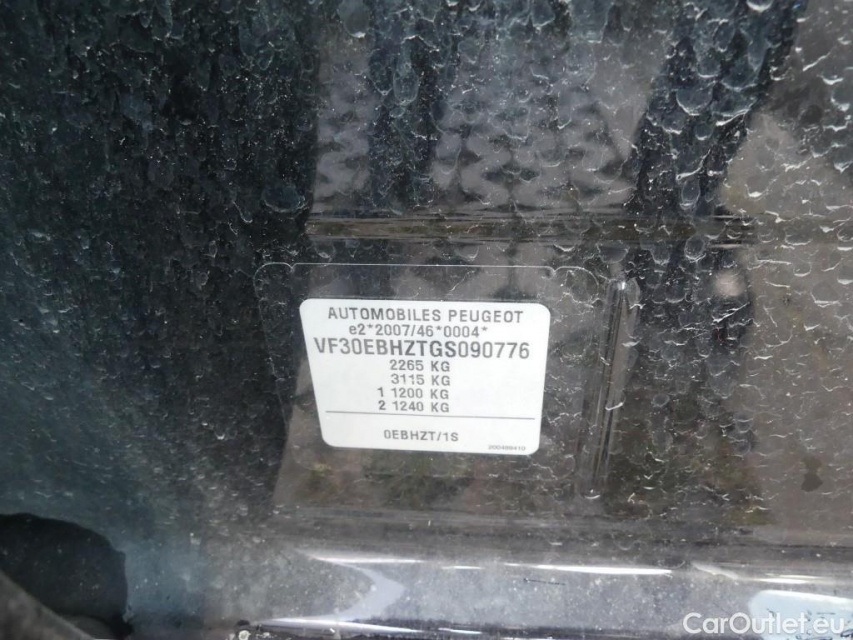 AUTOMOBILES PEUGEOT
e2*2007/46*0004*
VF30EBHZTGS090776
2265 KG
3115 KG
1 1200 KG
2 1240 KG
0EBHZT/1S
CarOutlet.eu